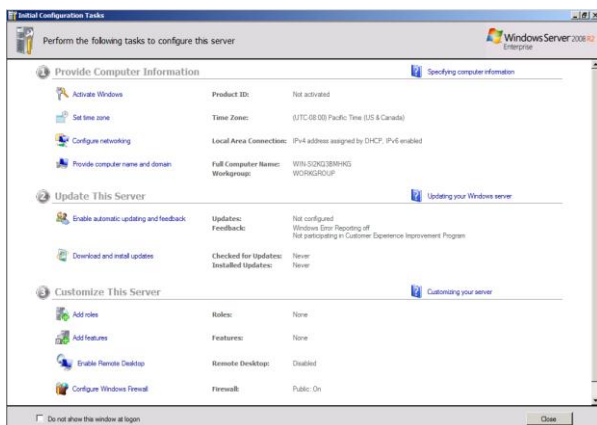 Initial Configuration Tasks
Perform the following tasks to configure this server
Windows Server 2008 R2
Enterprise
1 Provide Computer Information
Specifying computer information
Activate Windows Product ID: Not activated
Set time zone Time Zone: (UTC-08:00) Pacific Time (US & Canada)
Configure networking Local Area Connection: IPv4 address assigned by DHCP, IPv6 enabled
Provide computer name and domain Full Computer Name: WIN-SI2KQ3BMHKG
Workgroup: WORKGROUP
2 Update This Server
Updating your Windows server
Enable automatic updating and feedback Updates: Not configured
Feedback: Windows Error Reporting off
Not participating in Customer Experience Improvement Program
Download and install updates Checked for Updates: Never
Installed Updates: Never
3 Customize This Server
Customizing your server
Add roles Roles: None
Add features Features: None
Enable Remote Desktop Remote Desktop: Disabled
Configure Windows Firewall Firewall: Public: On
Do not show this window at logon
Close